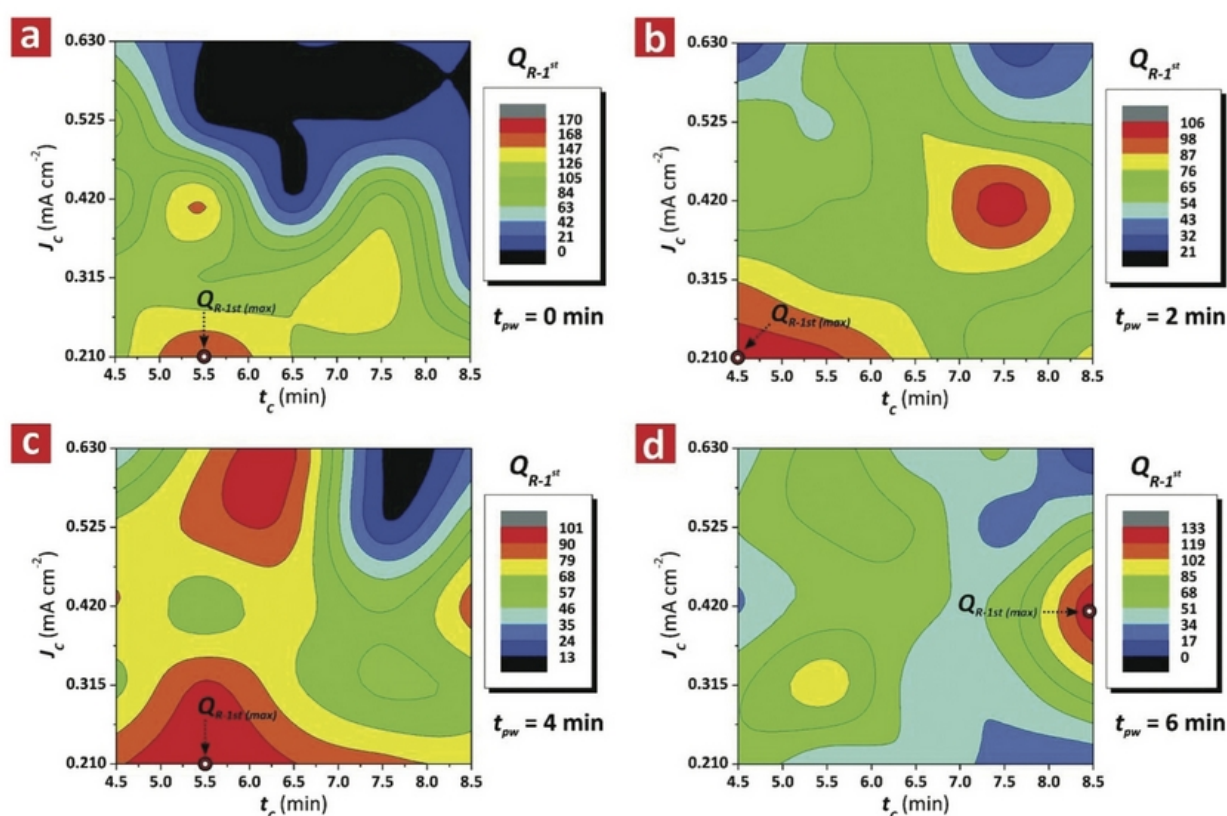 a
Q R-1st
J_c (mA cm-2)
0.630
0.525
0.420
0.315
0.210
170
168
147
126
105
84
63
42
21
0
Q R-1st (max)
t_pw = 0 min
4.5 5.0 5.5 6.0 6.5 7.0 7.5 8.0 8.5
t_c (min)
b
Q R-1st
J_c (mA cm-2)
0.630
0.525
0.420
0.315
0.210
106
98
87
76
65
54
43
32
21
Q R-1st (max)
t_pw = 2 min
4.5 5.0 5.5 6.0 6.5 7.0 7.5 8.0 8.5
t_c (min)
c
Q R-1st
J_c (mA cm-2)
0.630
0.525
0.420
0.315
0.210
101
90
79
68
57
46
35
24
13
Q R-1st (max)
t_pw = 4 min
4.5 5.0 5.5 6.0 6.5 7.0 7.5 8.0 8.5
t_c (min)
d
Q R-1st
J_c (mA cm-2)
0.630
0.525
0.420
0.315
0.210
133
119
102
85
68
51
34
17
0
Q R-1st (max)
t_pw = 6 min
4.5 5.0 5.5 6.0 6.5 7.0 7.5 8.0 8.5
t_c (min)